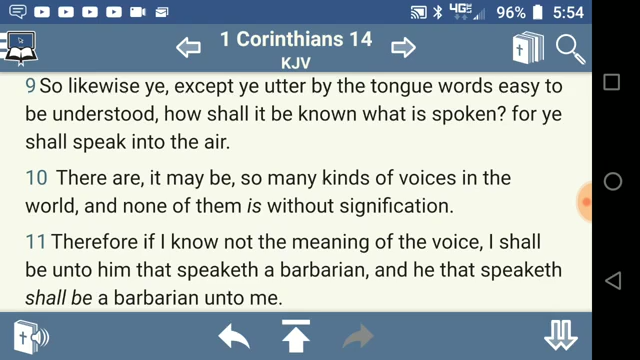 4G 96% 5:54
1 Corinthians 14
KJV
9 So likewise ye, except ye utter by the tongue words easy to
be understood, how shall it be known what is spoken? for ye
shall speak into the air.
10 There are, it may be, so many kinds of voices in the
world, and none of them is without signification.
11 Therefore if I know not the meaning of the voice, I shall
be unto him that speaketh a barbarian, and he that speaketh
shall be a barbarian unto me.